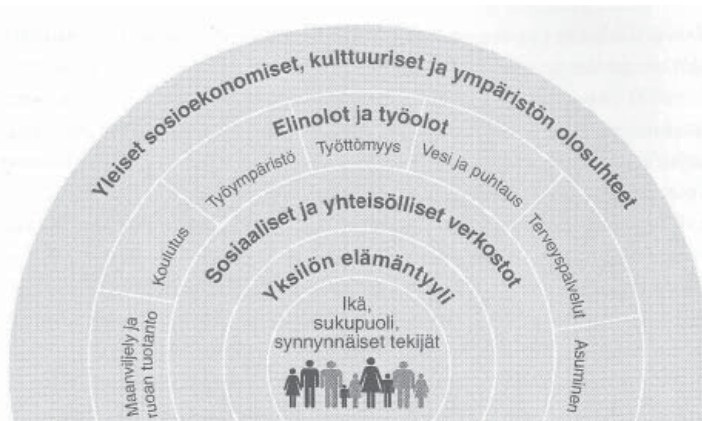 Yleiset sosioekonomiset, kulttuuriset ja ympäristön olosuhteet
Elinolot ja työolot
Maanviljely ja
ruoan tuotanto
Koulutus
Työympäristö
Työttömyys
Vesi ja puhtaus
Terveyspalvelut
Asuminen
Sosiaaliset ja yhteisölliset verkostot
Yksilön elämäntyyli
Ikä,
sukupuoli,
synnynnäiset tekijät